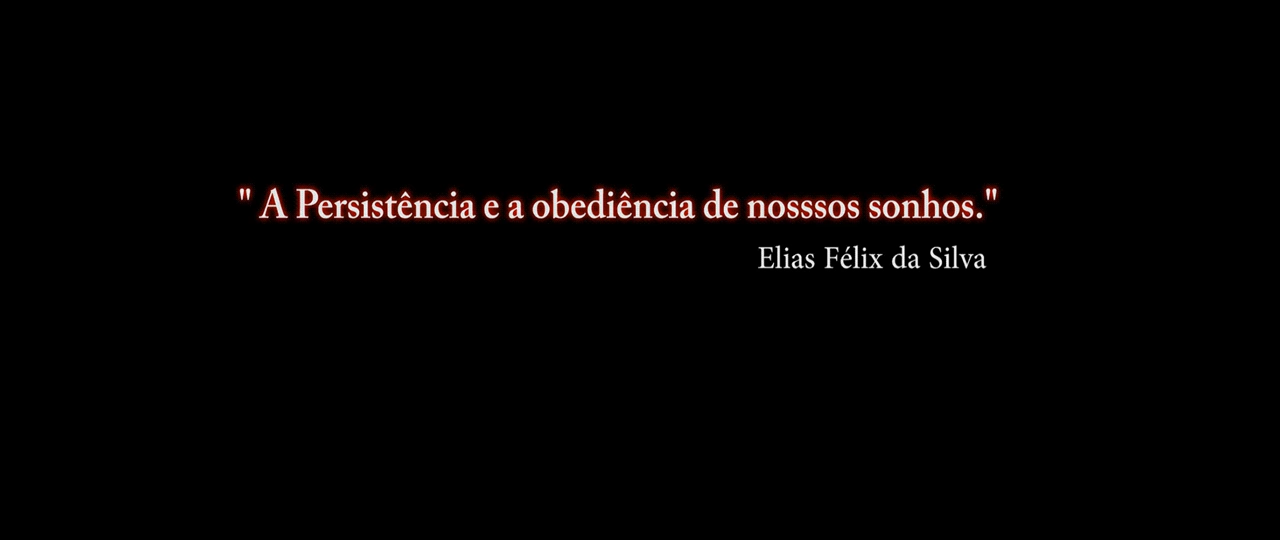 " A Persistência e a obediência de nosssos sonhos."
Elias Félix da Silva